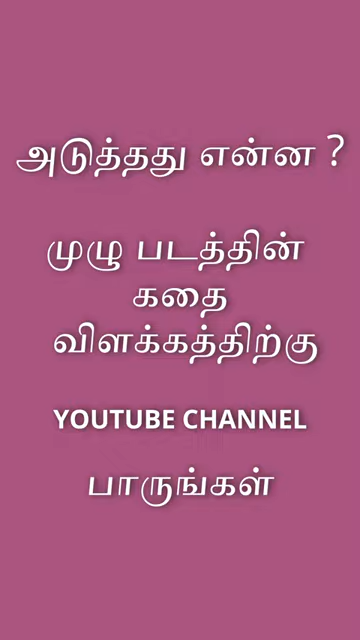 அடுத்தது என்ன ?
முழு படத்தின்
கதை
விளக்கத்திற்கு
YOUTUBE CHANNEL
பாருங்கள்